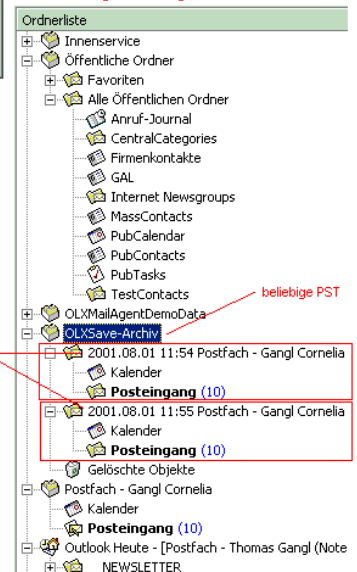 Ordnerliste
Innenservice
Öffentliche Ordner
Favoriten
Alle Öffentlichen Ordner
Anruf-Journal
CentralCategories
Firmenkontakte
GAL
Internet Newsgroups
MassContacts
PubCalendar
PubContacts
PubTasks
TestContacts
beliebige PST
OLXMailAgentDemoData
OLXSave-Archiv
2001.08.01 11:54 Postfach - Gangl Cornelia
Kalender
Posteingang (10)
2001.08.01 11:55 Postfach - Gangl Cornelia
Kalender
Posteingang (10)
Gelöschte Objekte
Postfach - Gangl Cornelia
Kalender
Posteingang (10)
Outlook Heute - [Postfach - Thomas Gangl (Note
NEWSLETTER